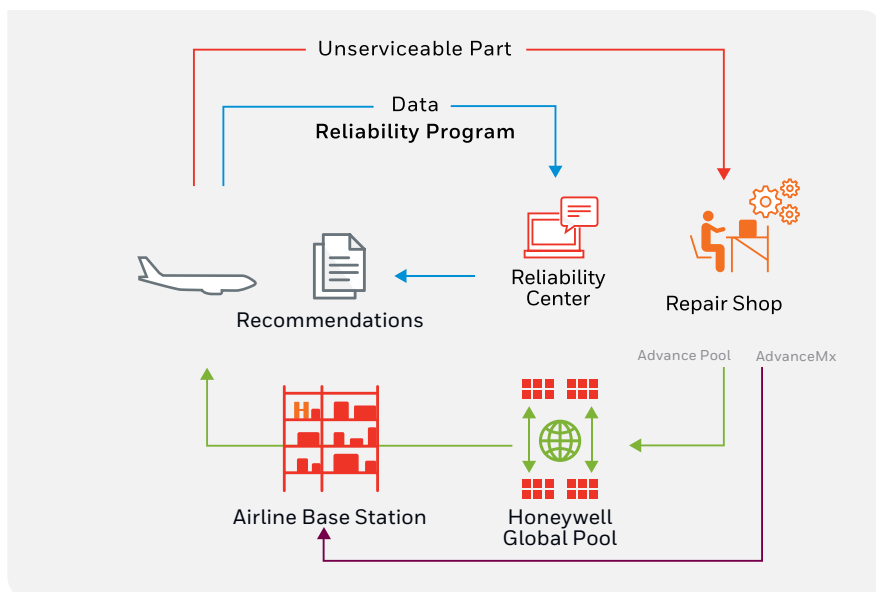 Unserviceable Part
Data
Reliability Program
Reliability
Center
Recommendations
Repair Shop
Advance Pool
AdvanceMx
H
Airline Base Station
Honeywell
Global Pool